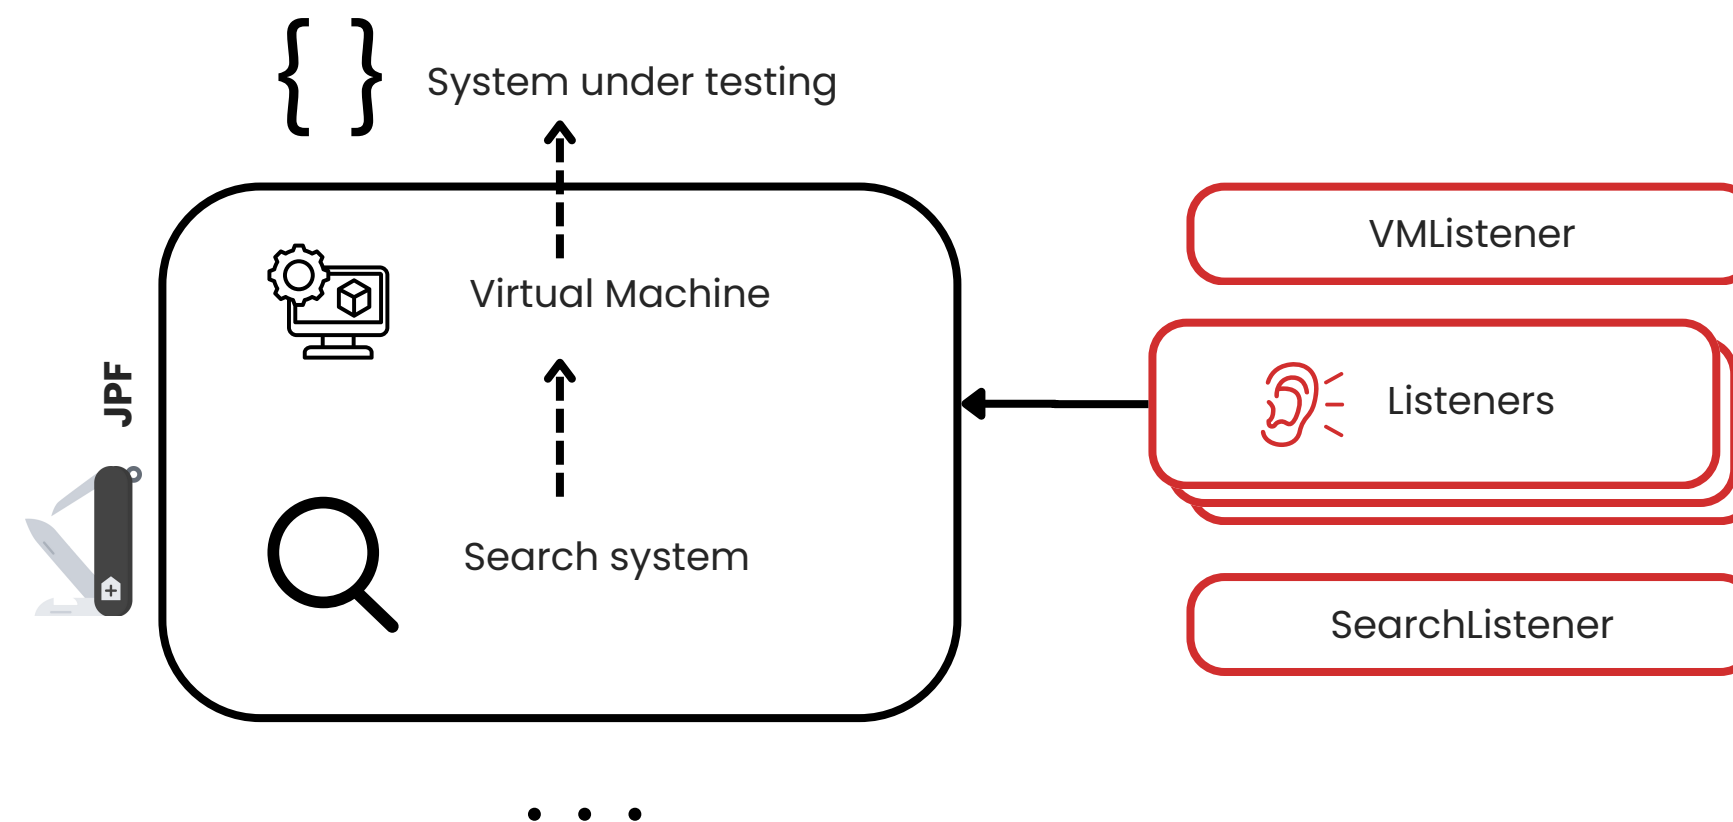 System under testing
VMListener
Virtual Machine
JPF
Listeners
Search system
SearchListener
. . .